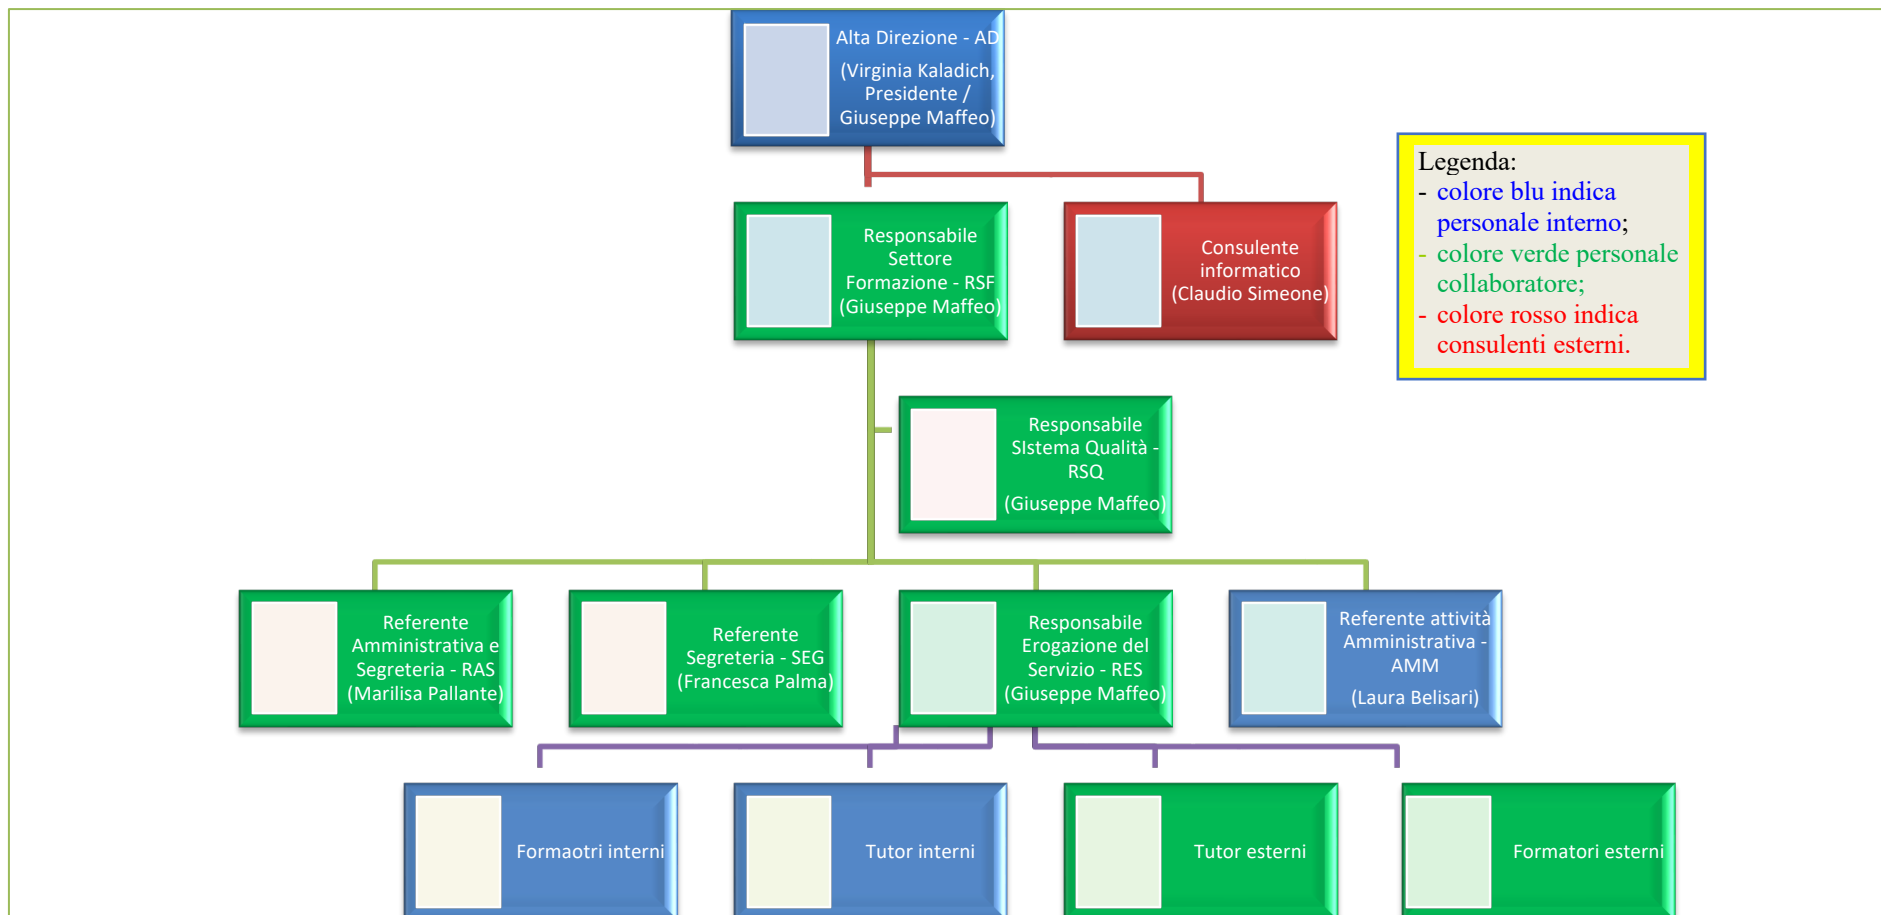 Alta Direzione - AD
(Virginia Kaladich,
Presidente /
Giuseppe Maffeo)
Legenda:
- colore blu indica
personale interno;
- colore verde personale
collaboratore;
- colore rosso indica
consulenti esterni.
Responsabile
Settore
Formazione - RSF
(Giuseppe Maffeo)
Consulente
informatico
(Claudio Simeone)
Responsabile
SIstema Qualità -
RSQ
(Giuseppe Maffeo)
Referente
Amministrativa e
Segreteria - RAS
(Marilisa Pallante)
Referente
Segreteria - SEG
(Francesca Palma)
Responsabile
Erogazione del
Servizio - RES
(Giuseppe Maffeo)
Referente attività
Amministrativa -
AMM
(Laura Belisari)
Formaotri interni
Tutor interni
Tutor esterni
Formatori esterni